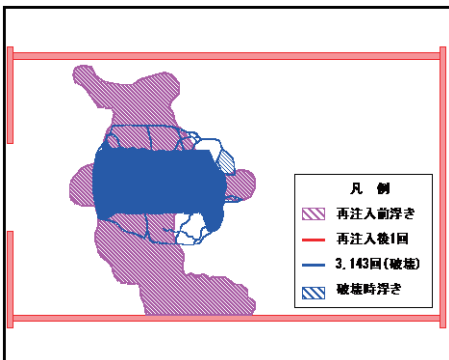 凡 例
再注入前浮き
再注入後1回
3,143回(破壊)
破壊時浮き